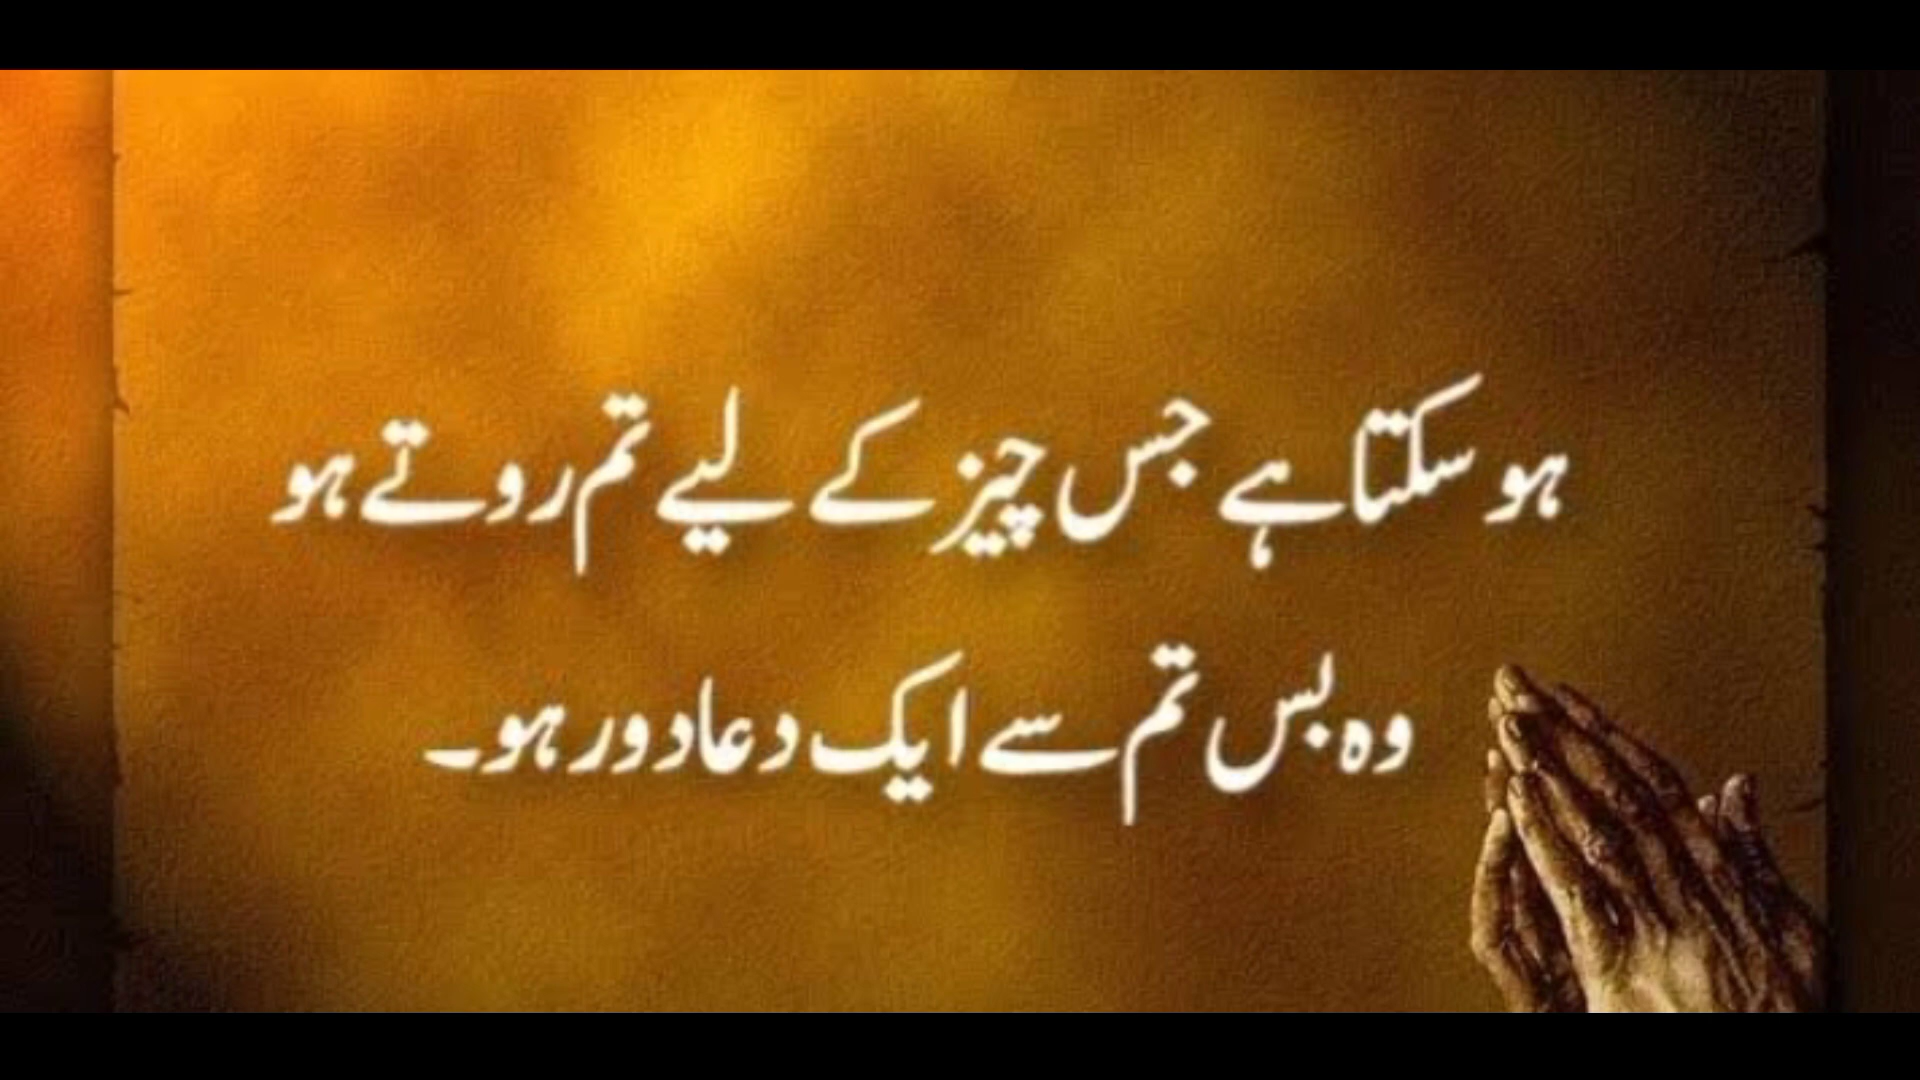 ہو سکتا ہے جس چیز کے لیے تم روتے ہو
وہ بس تم سے ایک دعا دور ہو۔